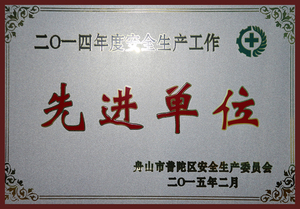 二〇一四年度安全生产工作
先进单位
舟山市普陀区安全生产委员会
二〇一五年二月